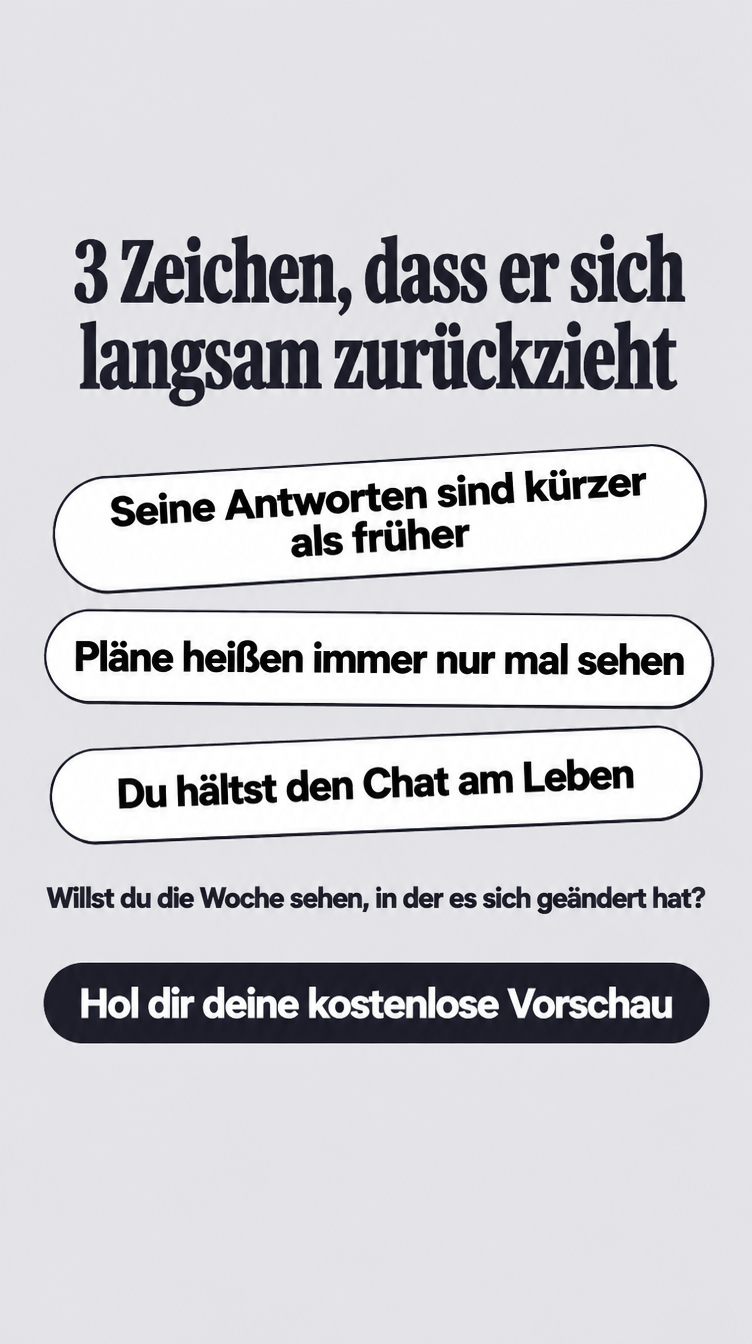 3 Zeichen, dass er sich
langsam zurückzieht
Seine Antworten sind kürzer
als früher
Pläne heißen immer nur mal sehen
Du hältst den Chat am Leben
Willst du die Woche sehen, in der es sich geändert hat?
Hol dir deine kostenlose Vorschau